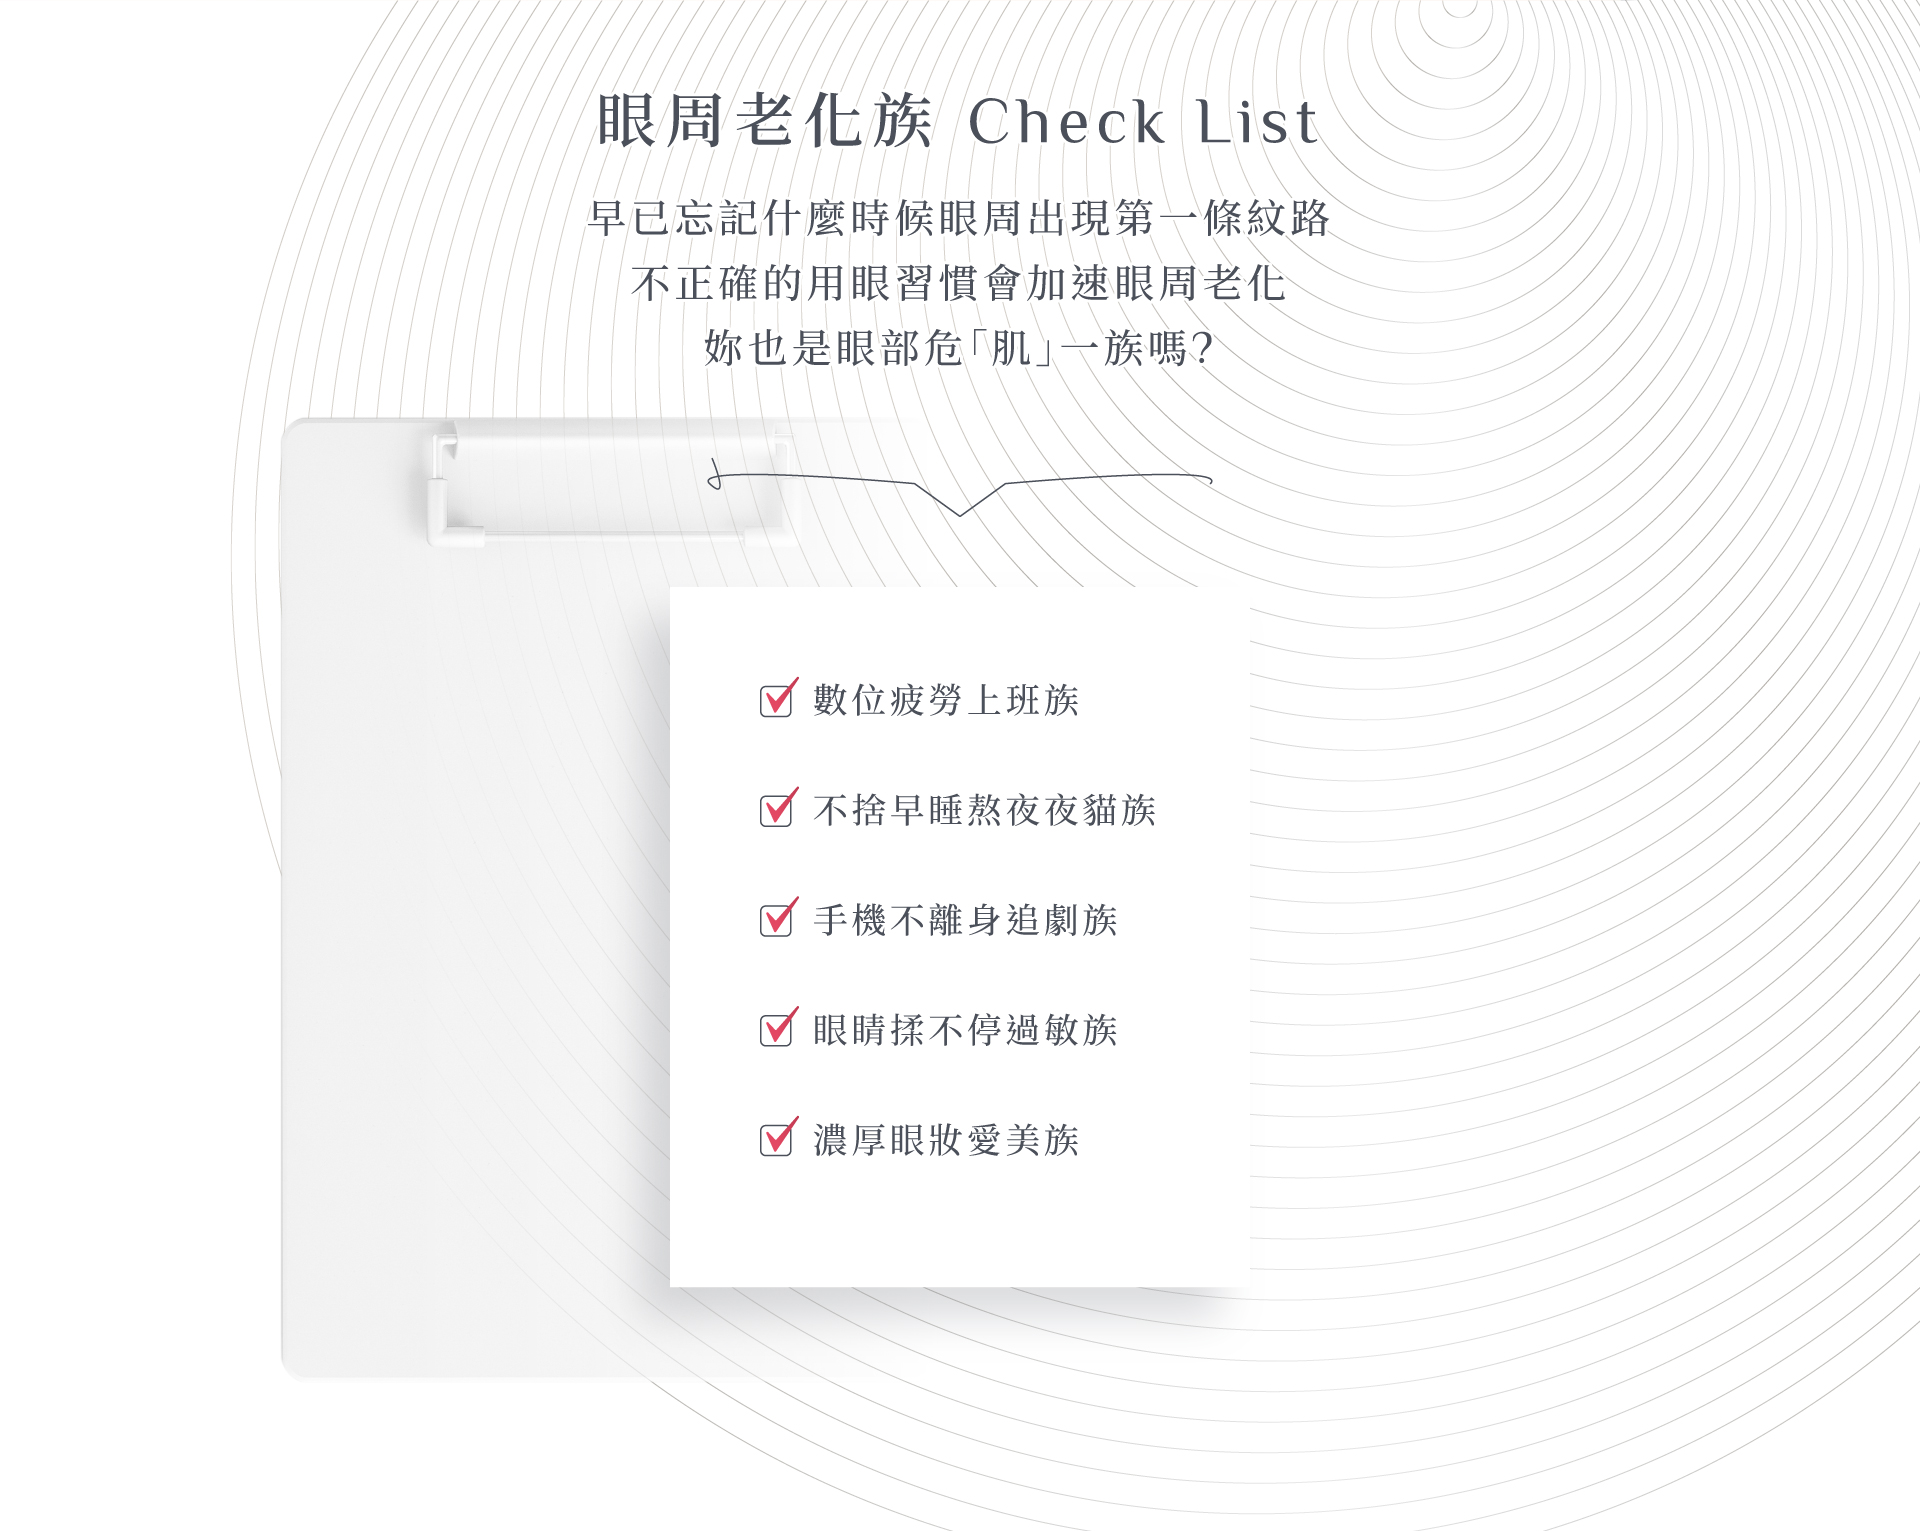 眼周老化族 Check List
早已忘記什麼時候眼周出現第一條紋路
不正確的用眼習慣會加速眼周老化
妳也是眼部危「肌」一族嗎？
數位疲勞上班族
不捨早睡熬夜夜貓族
手機不離身追劇族
眼睛揉不停過敏族
濃厚眼妝愛美族